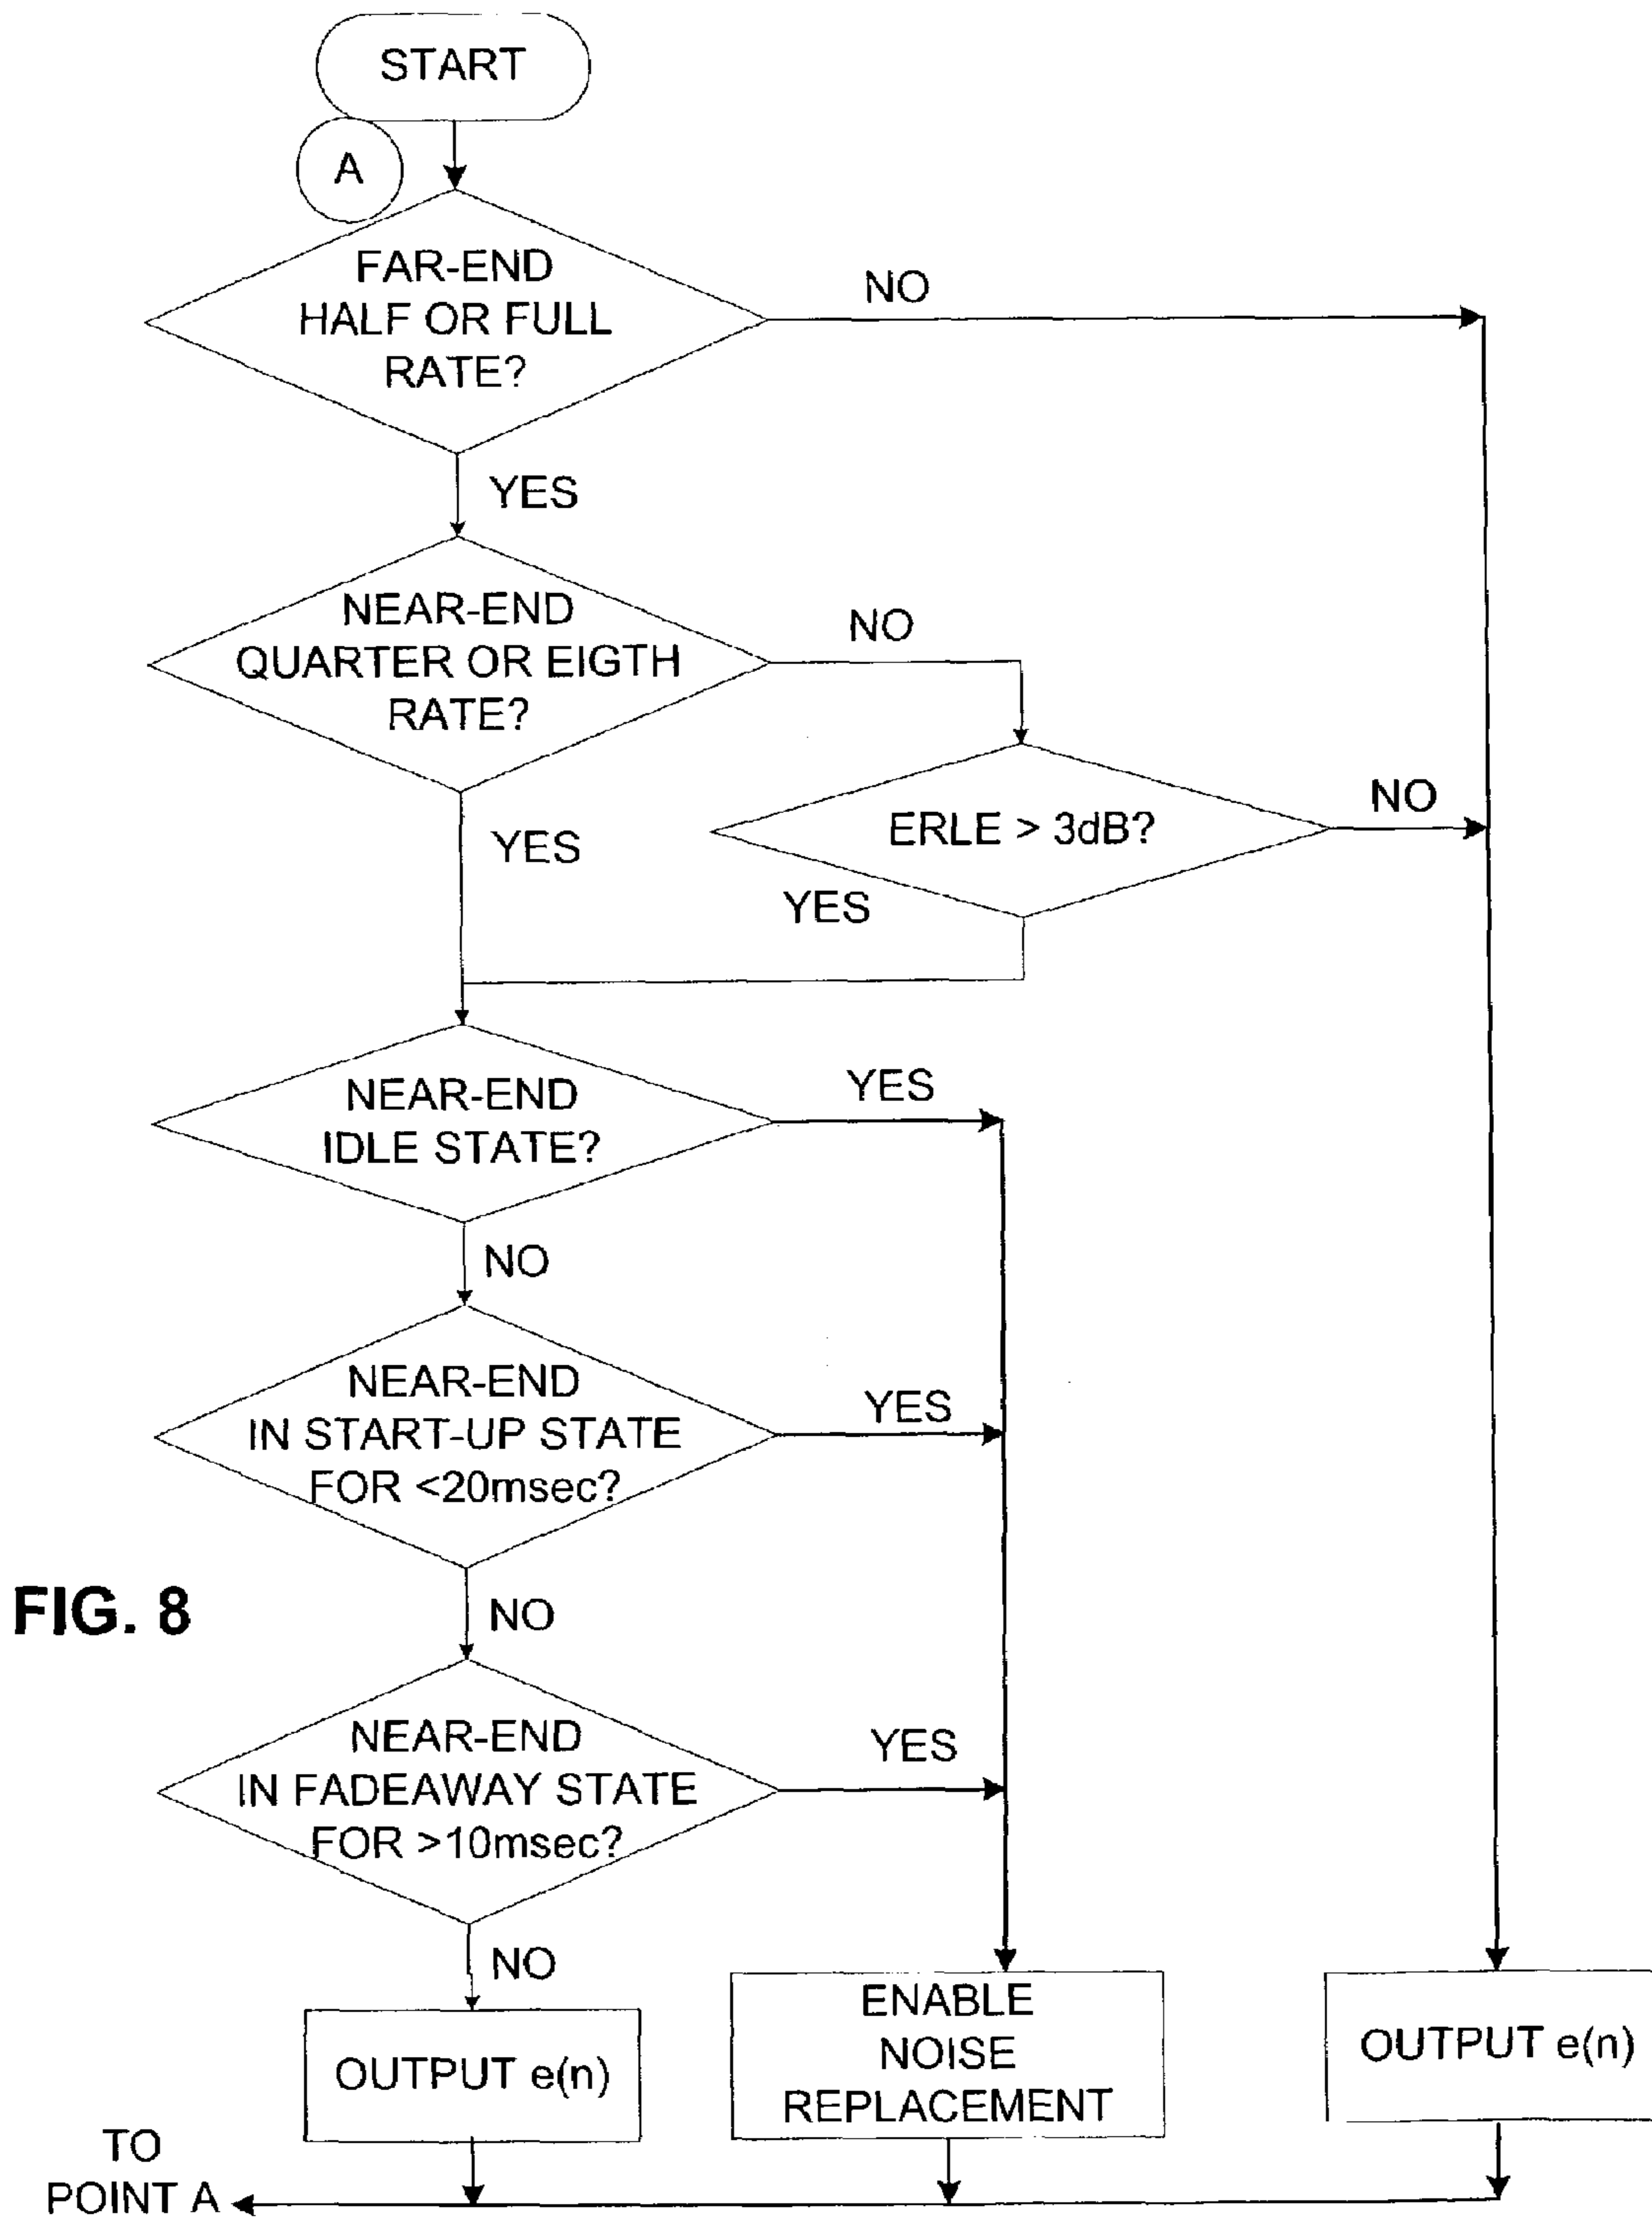 START
A
FAR-END
HALF OR FULL
RATE?
NO
YES
NEAR-END
QUARTER OR EIGTH
RATE?
NO
YES
ERLE > 3dB?
NO
YES
NEAR-END
IDLE STATE?
YES
NO
NEAR-END
IN START-UP STATE
FOR <20msec?
YES
NO
FIG. 8
NEAR-END
IN FADEAWAY STATE
FOR >10msec?
YES
NO
OUTPUT e(n)
ENABLE
NOISE
REPLACEMENT
OUTPUT e(n)
TO
POINT A